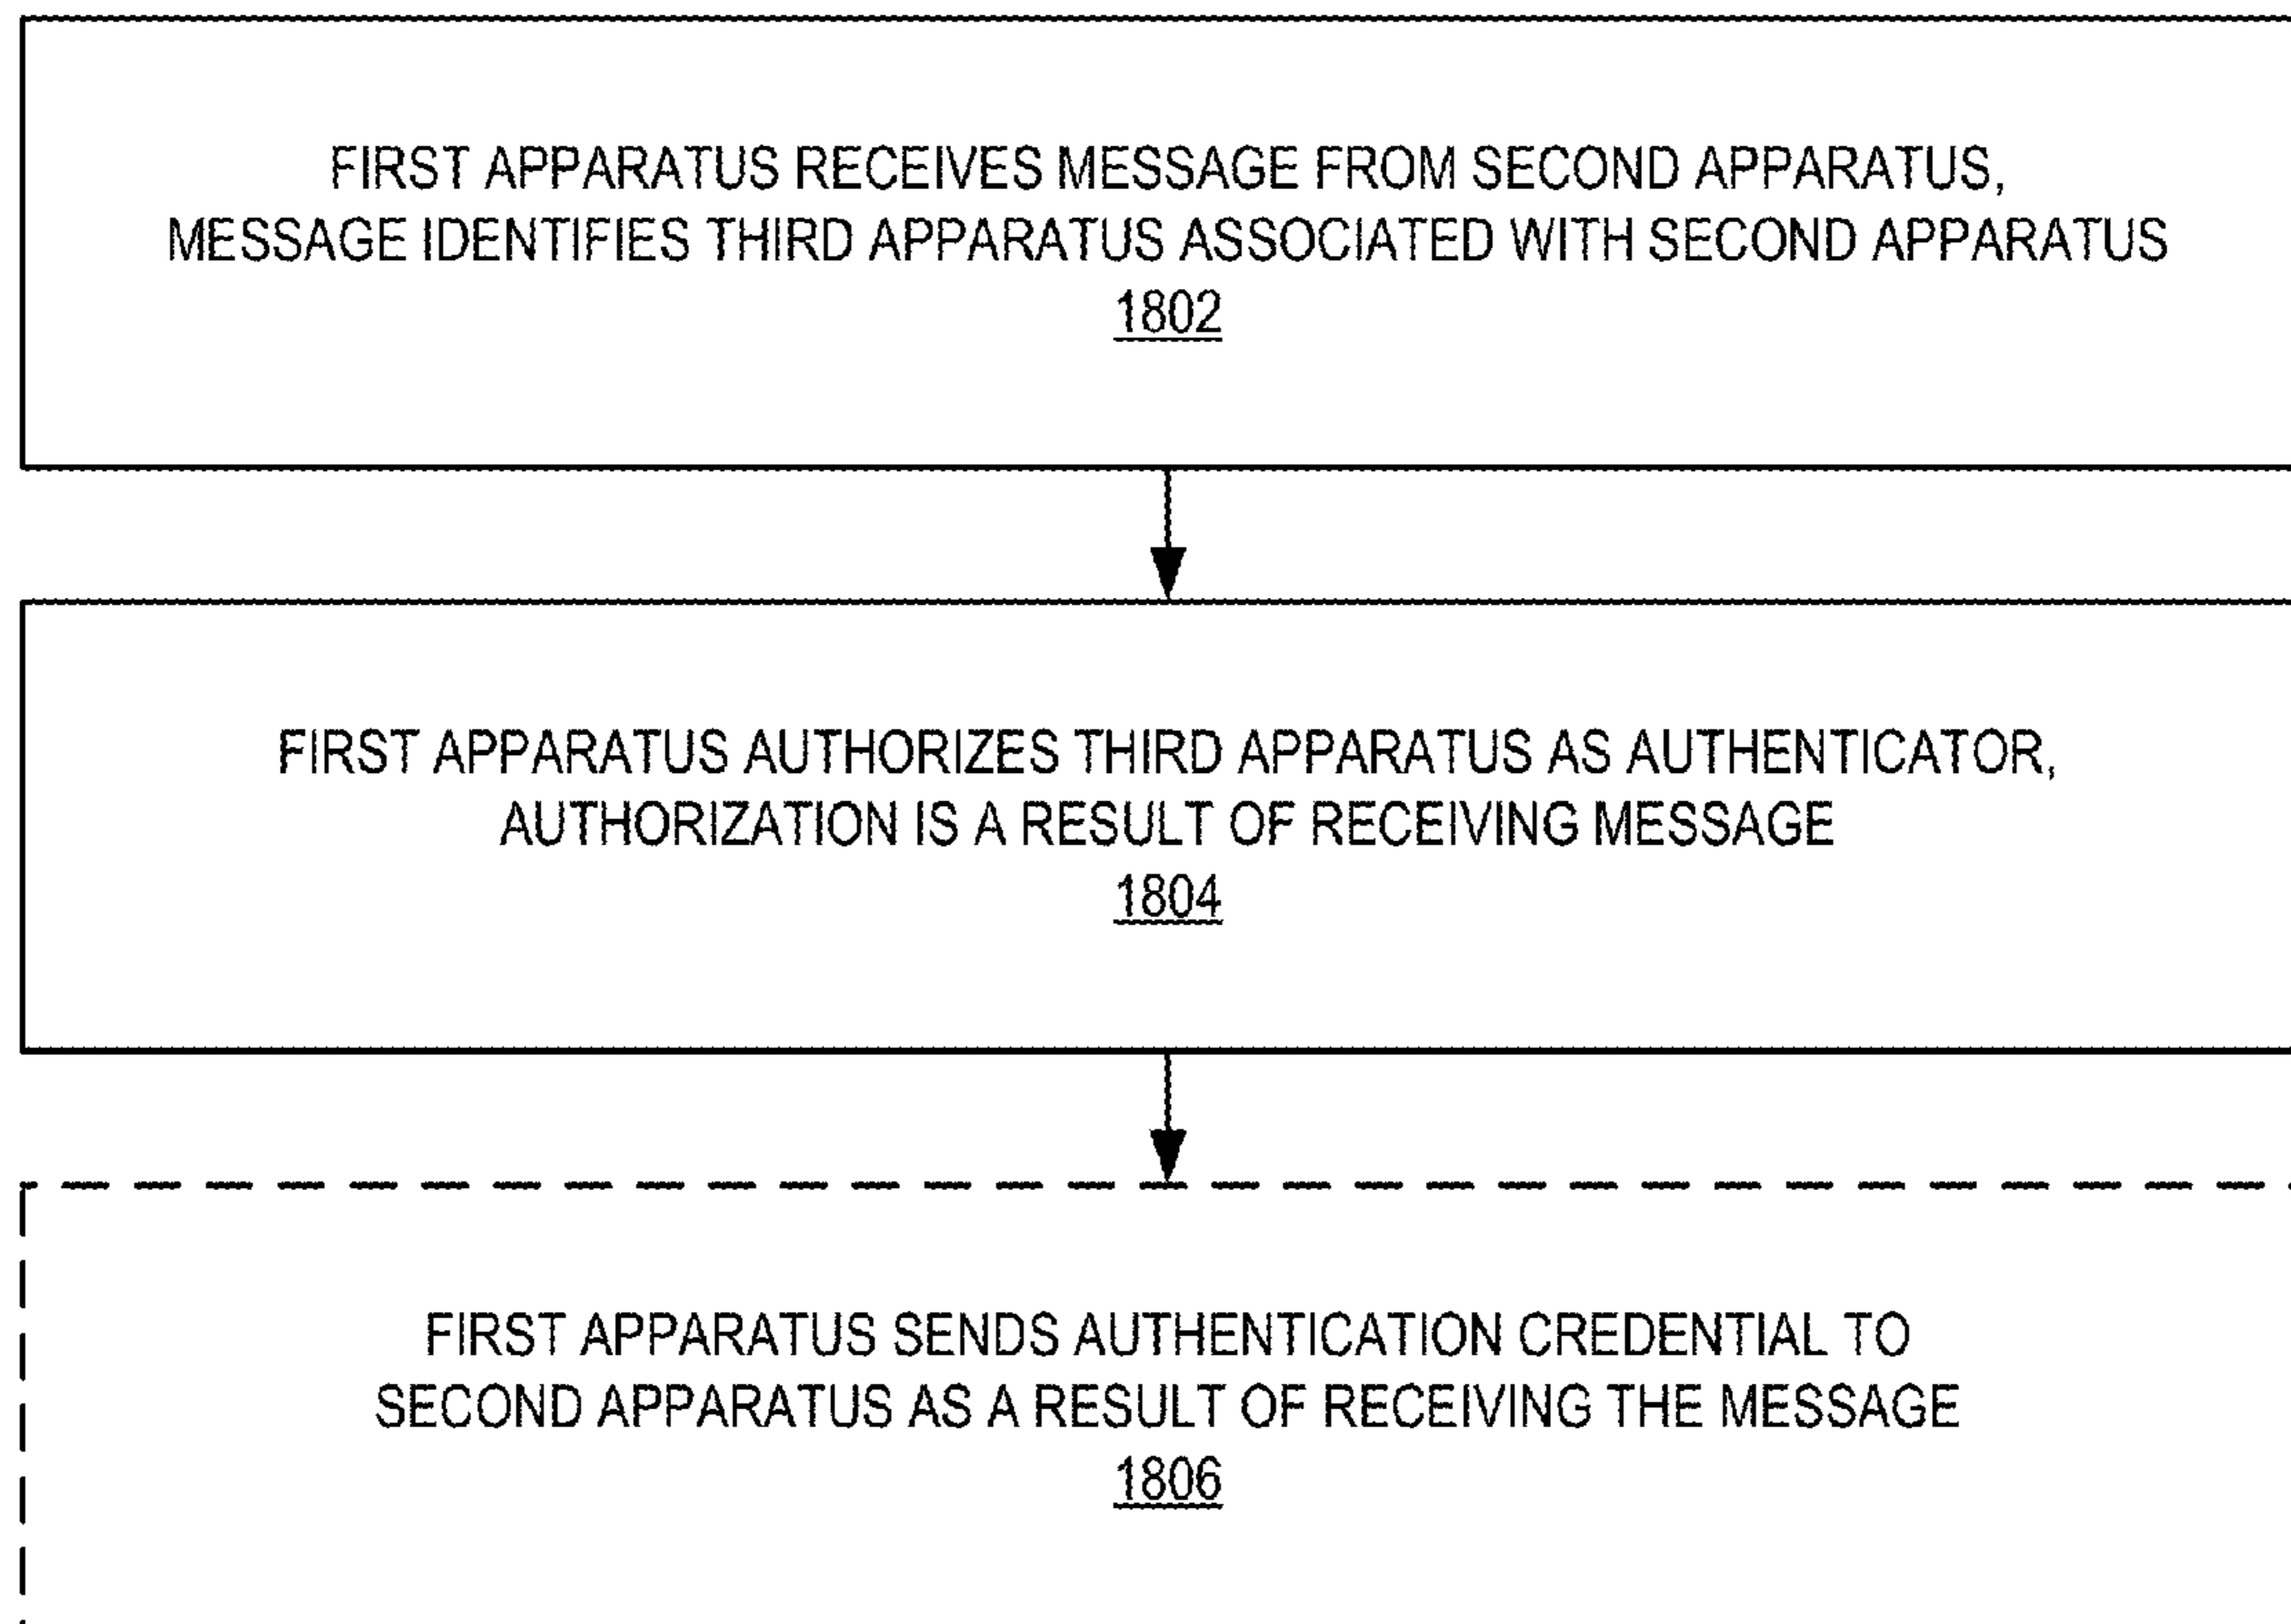 FIRST APPARATUS RECEIVES MESSAGE FROM SECOND APPARATUS,
MESSAGE IDENTIFIES THIRD APPARATUS ASSOCIATED WITH SECOND APPARATUS
1802
FIRST APPARATUS AUTHORIZES THIRD APPARATUS AS AUTHENTICATOR,
AUTHORIZATION IS A RESULT OF RECEIVING MESSAGE
1804
FIRST APPARATUS SENDS AUTHENTICATION CREDENTIAL TO
SECOND APPARATUS AS A RESULT OF RECEIVING THE MESSAGE
1806